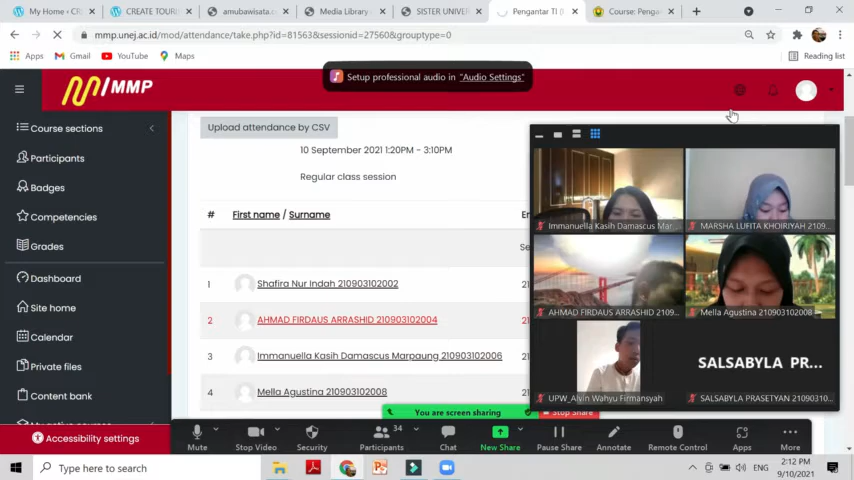 My Home ‹ CR
CREATE TOURI
amubawisata.c
Media Library
SISTER UNIVER
Pengantar TI (
Course: Pengan
mmp.unej.ac.id/mod/attendance/take.php?id=81563&sessionid=27560&grouptype=0
Apps
Gmail
YouTube
Maps
Reading list
Setup professional audio in "Audio Settings"
MMP
Course sections
Participants
Badges
Competencies
Grades
Dashboard
Site home
Calendar
Private files
Content bank
Accessibility settings
Upload attendance by CSV
10 September 2021 1:20PM - 3:10PM
Regular class session
# First name / Surname
Se
1 Shafira Nur Indah 210903102002 21
2 AHMAD FIRDAUS ARRASHID 210903102004 21
3 Immanuella Kasih Damascus Marpaung 210903102006 21
4 Mella Agustina 210903102008 21
Immanuella Kasih Damascus Mar...
MARSHA LUFITA KHOIRIYAH 2109...
AHMAD FIRDAUS ARRASHID 2109...
Mella Agustina 210903102008
UPW_Alvin Wahyu Firmansyah
SALSABYLA PR...
SALSABYLA PRASETYAN 2109031...
You are screen sharing
Stop Share
Mute
Stop Video
Security
Participants
34
Chat
New Share
Pause Share
Annotate
Remote Control
Apps
More
Type here to search
ENG
2:12 PM
9/10/2021